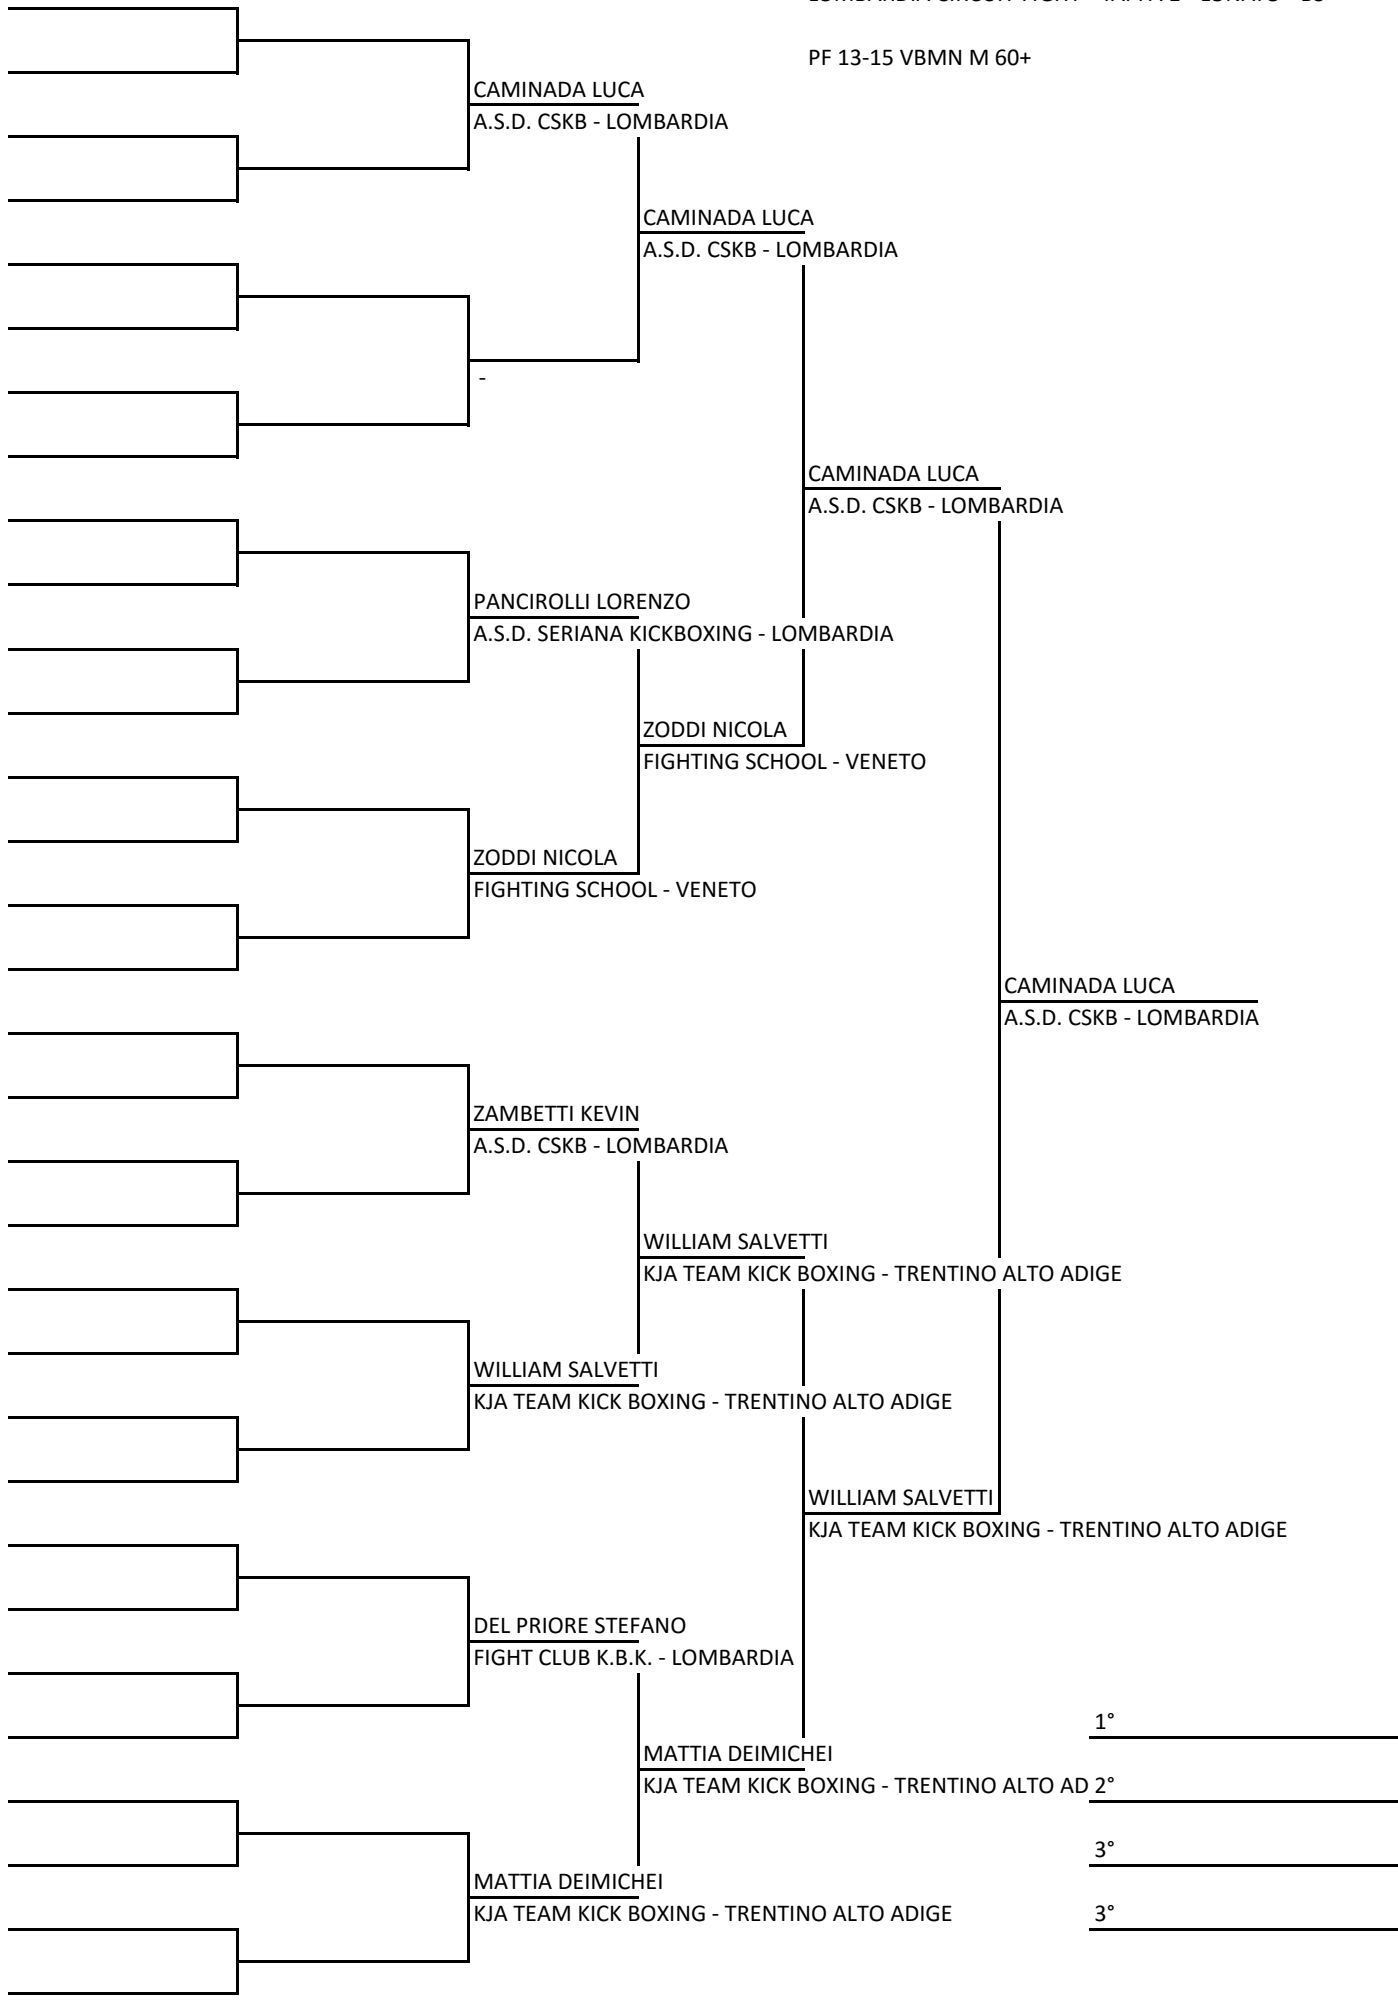 PF 13-15 VBMN M 60+
CAMINADA LUCA
A.S.D. CSKB - LOMBARDIA
CAMINADA LUCA
A.S.D. CSKB - LOMBARDIA
-
CAMINADA LUCA
A.S.D. CSKB - LOMBARDIA
PANCIROLLI LORENZO
A.S.D. SERIANA KICKBOXING - LOMBARDIA
ZODDI NICOLA
FIGHTING SCHOOL - VENETO
ZODDI NICOLA
FIGHTING SCHOOL - VENETO
CAMINADA LUCA
A.S.D. CSKB - LOMBARDIA
ZAMBETTI KEVIN
A.S.D. CSKB - LOMBARDIA
WILLIAM SALVETTI
KJA TEAM KICK BOXING - TRENTINO ALTO ADIGE
WILLIAM SALVETTI
KJA TEAM KICK BOXING - TRENTINO ALTO ADIGE
WILLIAM SALVETTI
KJA TEAM KICK BOXING - TRENTINO ALTO ADIGE
DEL PRIORE STEFANO
FIGHT CLUB K.B.K. - LOMBARDIA
1°
MATTIA DEIMICHEI
KJA TEAM KICK BOXING - TRENTINO ALTO AD
2°
3°
MATTIA DEIMICHEI
KJA TEAM KICK BOXING - TRENTINO ALTO ADIGE
3°